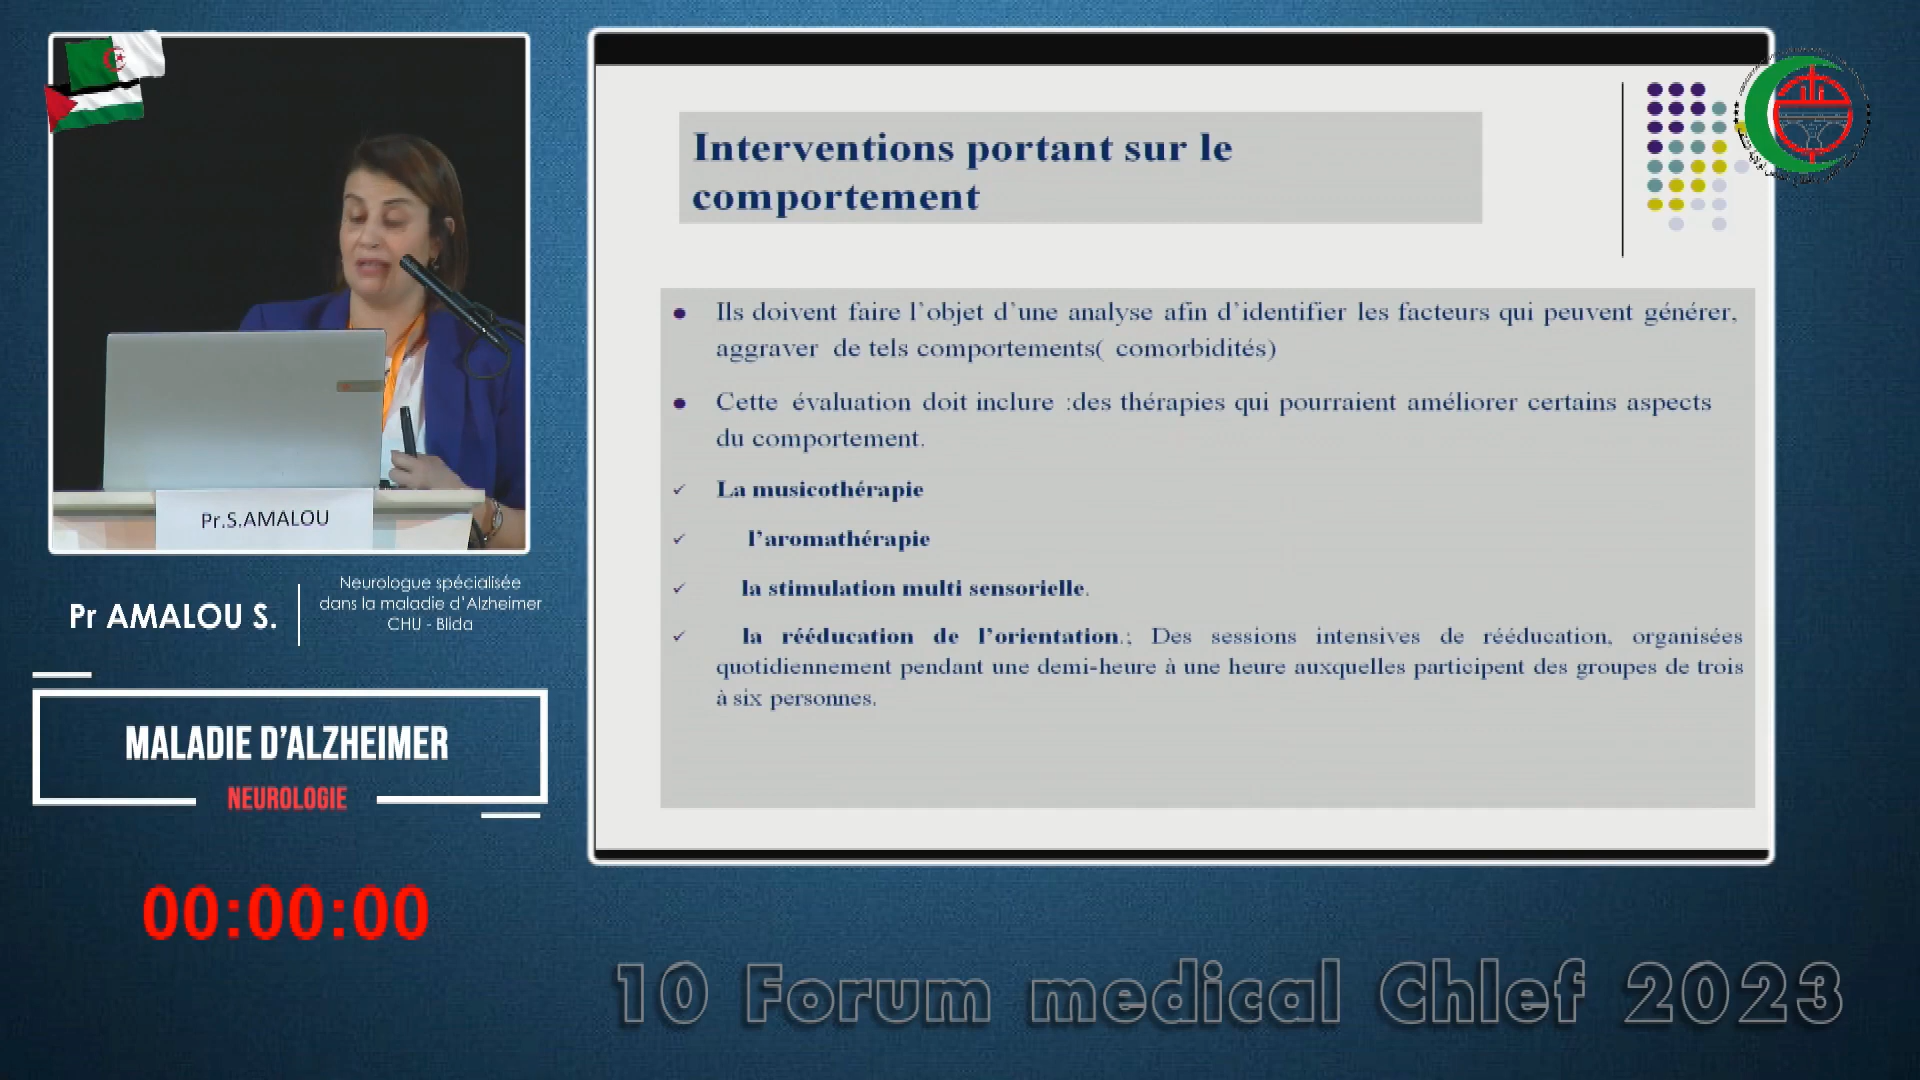 Pr.S.AMALOU
Pr AMALOU S.
Neurologue spécialisée
dans la maladie d'Alzheimer
CHU - Blida
MALADIE D'ALZHEIMER
NEUROLOGIE
00:00:00
Interventions portant sur le
comportement
Ils doivent faire l'objet d'une analyse afin d'identifier les facteurs qui peuvent générer,
aggraver de tels comportements( comorbidités)
Cette évaluation doit inclure :des thérapies qui pourraient améliorer certains aspects
du comportement.
La musicothérapie
l'aromathérapie
la stimulation multi sensorielle.
la rééducation de l'orientation.; Des sessions intensives de rééducation, organisées
quotidiennement pendant une demi-heure à une heure auxquelles participent des groupes de trois
à six personnes.
10 Forum medical Chlef 2023